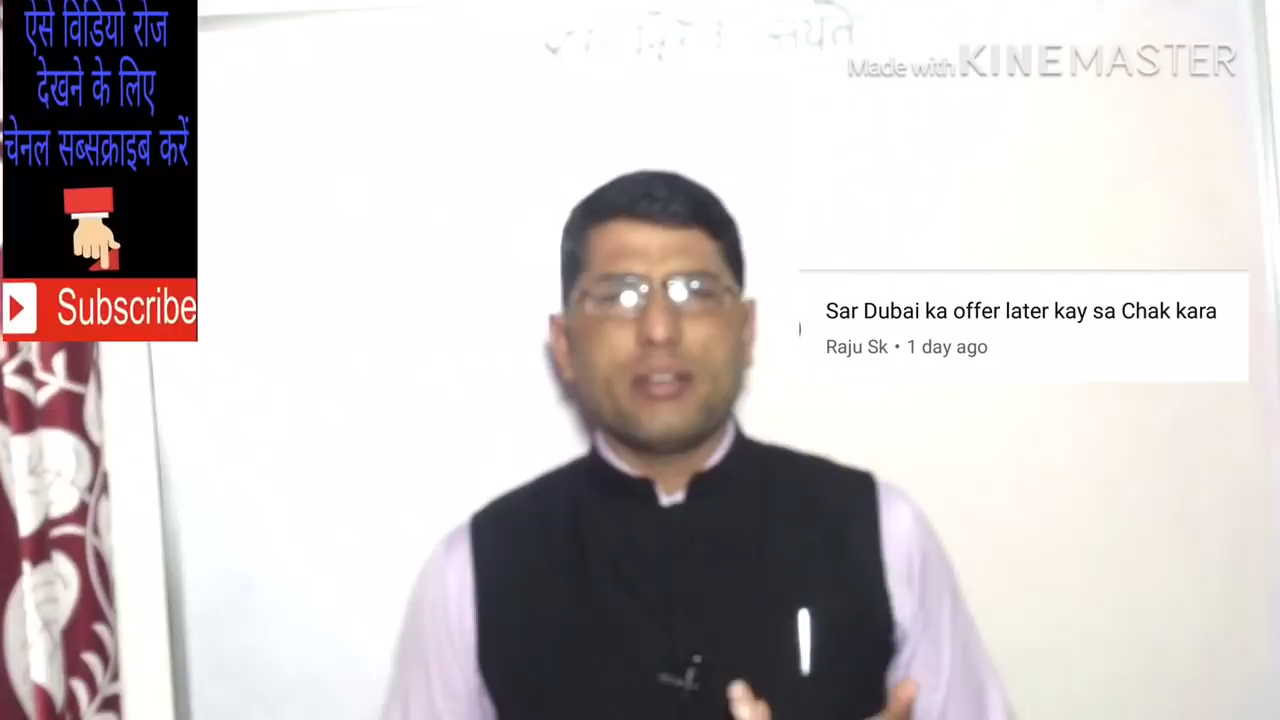 ऐसे विडियो रोज
देखने के लिए
चेनल सब्सक्राइब करें
Subscribe
Made with KINEMASTER
Sar Dubai ka offer later kay sa Chak kara
Raju Sk • 1 day ago